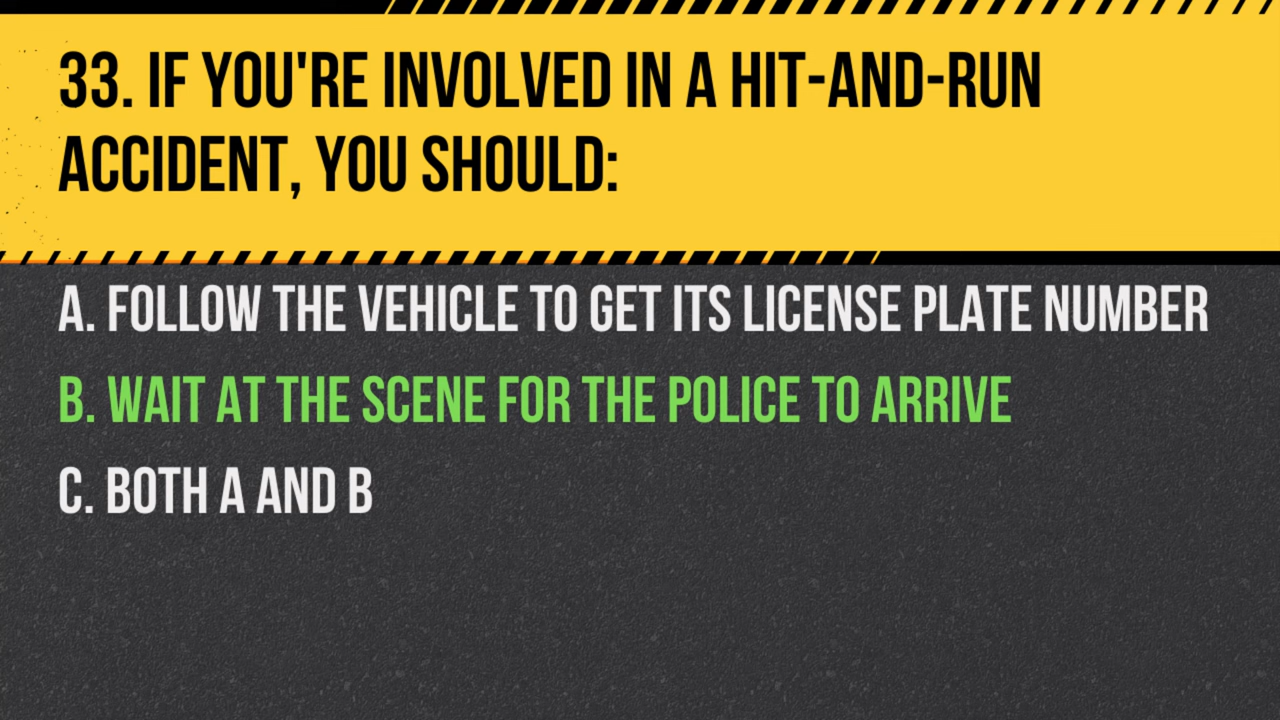 33. IF YOU'RE INVOLVED IN A HIT-AND-RUN
ACCIDENT, YOU SHOULD:
A. FOLLOW THE VEHICLE TO GET ITS LICENSE PLATE NUMBER
B. WAIT AT THE SCENE FOR THE POLICE TO ARRIVE
C. BOTH A AND B